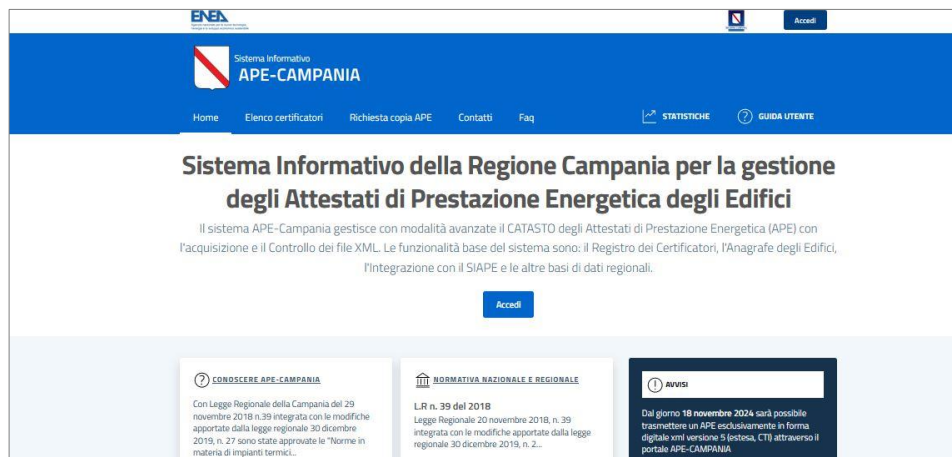 ENEA
Accedi
Sistema Informativo
APE-CAMPANIA
Home
Elenco certificatori
Richiesta copia APE
Contatti
Faq
STATISTICHE
GUIDA UTENTE
Sistema Informativo della Regione Campania per la gestione
degli Attestati di Prestazione Energetica degli Edifici
Il sistema APE-Campania gestisce con modalità avanzate il CATASTO degli Attestati di Prestazione Energetica (APE) con
l'acquisizione e il Controllo dei file XML. Le funzionalità base del sistema sono: il Registro dei Certificatori, l'Anagrafe degli Edifici,
l'Integrazione con il SIAPE e le altre basi di dati regionali.
Accedi
CONOSCERE APE-CAMPANIA
Con Legge Regionale della Campania del 29
novembre 2018 n.39 integrata con le modifiche
apportate dalla legge regionale 30 dicembre
2019, n. 27 sono state approvate le "Norme in
materia di impianti termici...
NORMATIVA NAZIONALE E REGIONALE
L.R n. 39 del 2018
Legge Regionale 20 novembre 2018, n. 39
integrata con le modifiche apportate dalla legge
regionale 30 dicembre 2019, n. 2...
AVVISI
Dal giorno 18 novembre 2024 sarà possibile
trasmettere un APE esclusivamente in forma
digitale xml versione 5 (estesa, CTI) attraverso il
portale APE-CAMPANIA